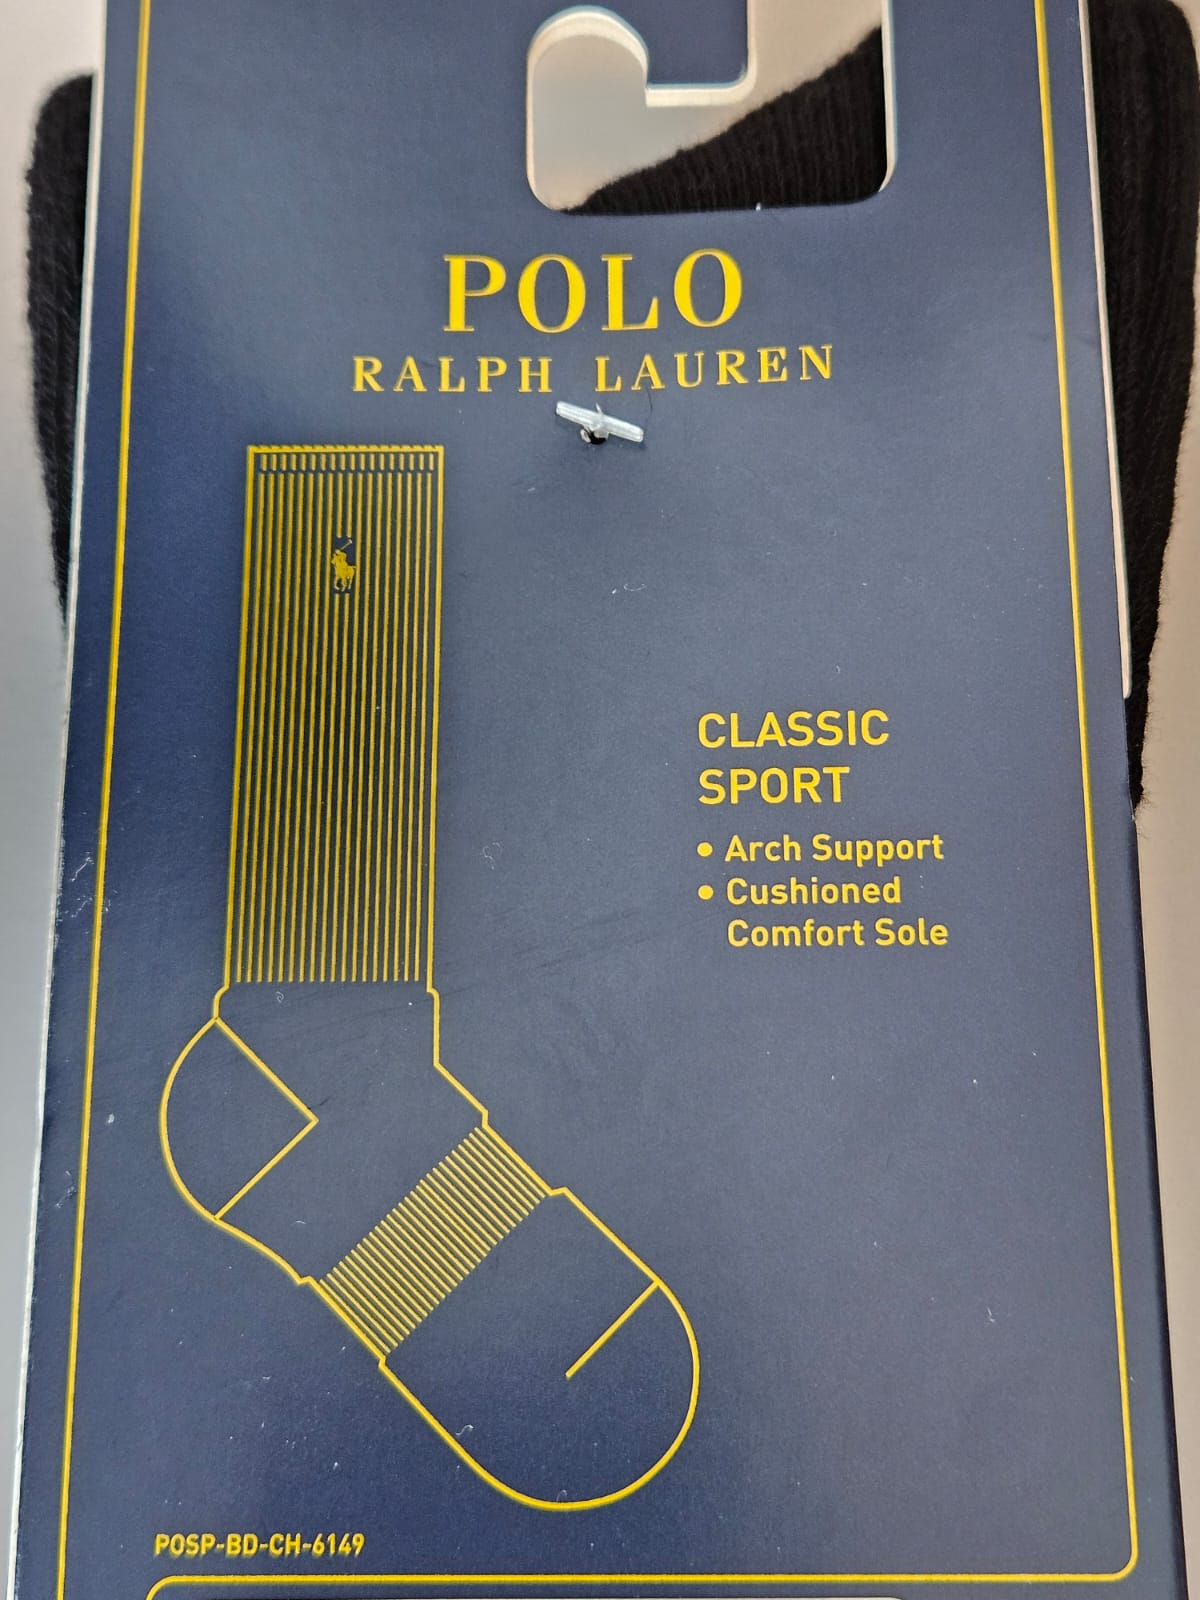 POLO
RALPH LAUREN
CLASSIC
SPORT
• Arch Support
• Cushioned
Comfort Sole
POSP-BD-CH-6149